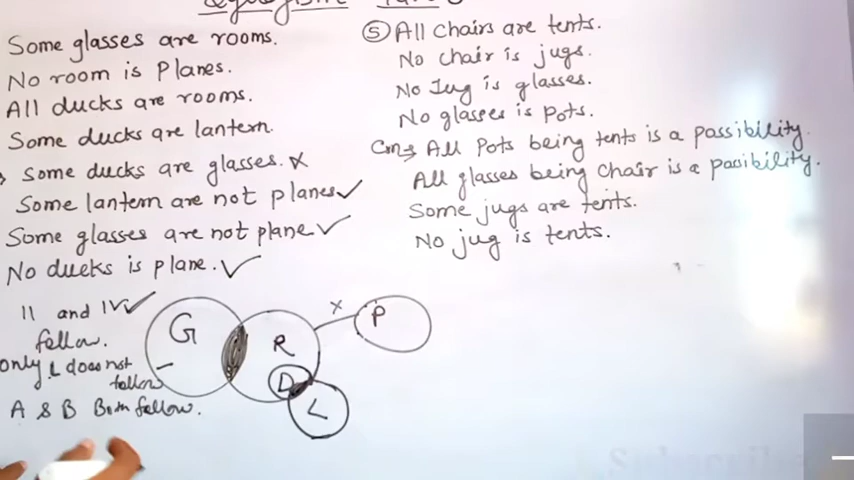 Some glasses are rooms.
No room is Planes.
All ducks are rooms.
Some ducks are lantern.
Some ducks are glasses. ×
Some lantern are not planes ✓
Some glasses are not plane ✓
No ducks is plane. ✓
11 and IV ✓
follow.
only I does not
follow
A & B Both follow.
G
R
P
×
D
L
⑤ All Chairs are tents.
No chair is jugs.
No Jug is glasses.
No glasses is pots.
Con→ All Pots being tents is a possibility.
All glasses being Chair is a possibility.
Some jugs are tents.
No jug is tents.